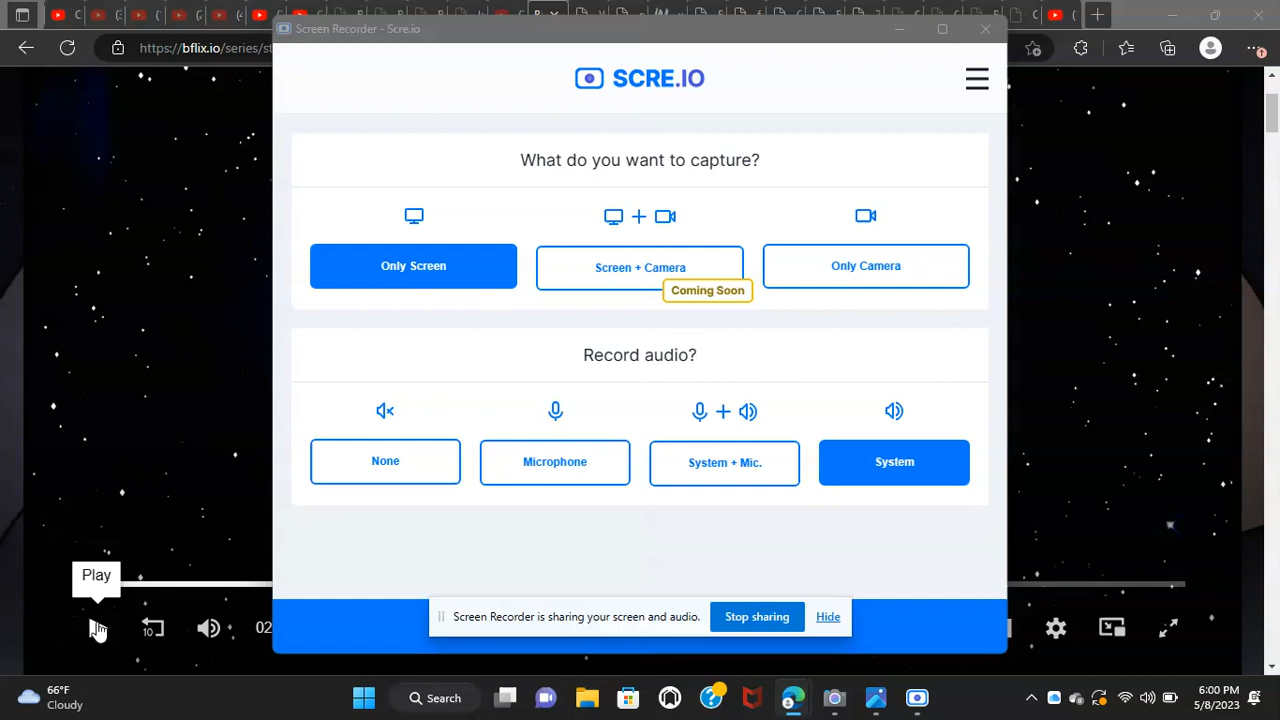 Screen Recorder - Scre.io
https://bflix.io/series/st
SCRE.IO
What do you want to capture?
Only Screen
Screen + Camera
Only Camera
Coming Soon
Record audio?
None
Microphone
System + Mic.
System
Play
10
02
Screen Recorder is sharing your screen and audio.
Stop sharing
Hide
66°F
Cloudy
Search
6:00 PM
5/8/2023